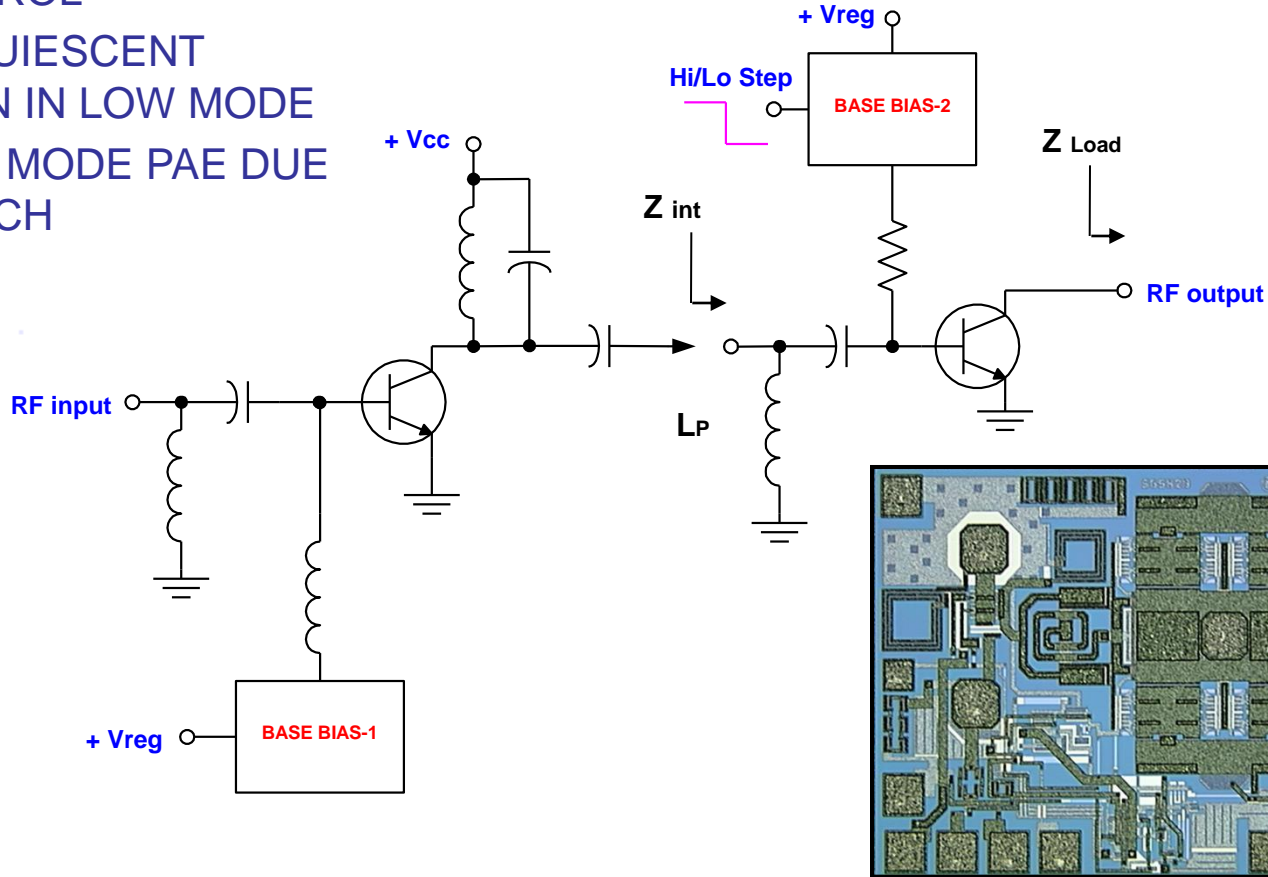 UIESCENT
N IN LOW MODE
MODE PAE DUE
CH
+ Vreg
Hi/Lo Step
BASE BIAS-2
+ Vcc
Z Load
Z int
RF output
RF input
LP
+ Vreg
BASE BIAS-1